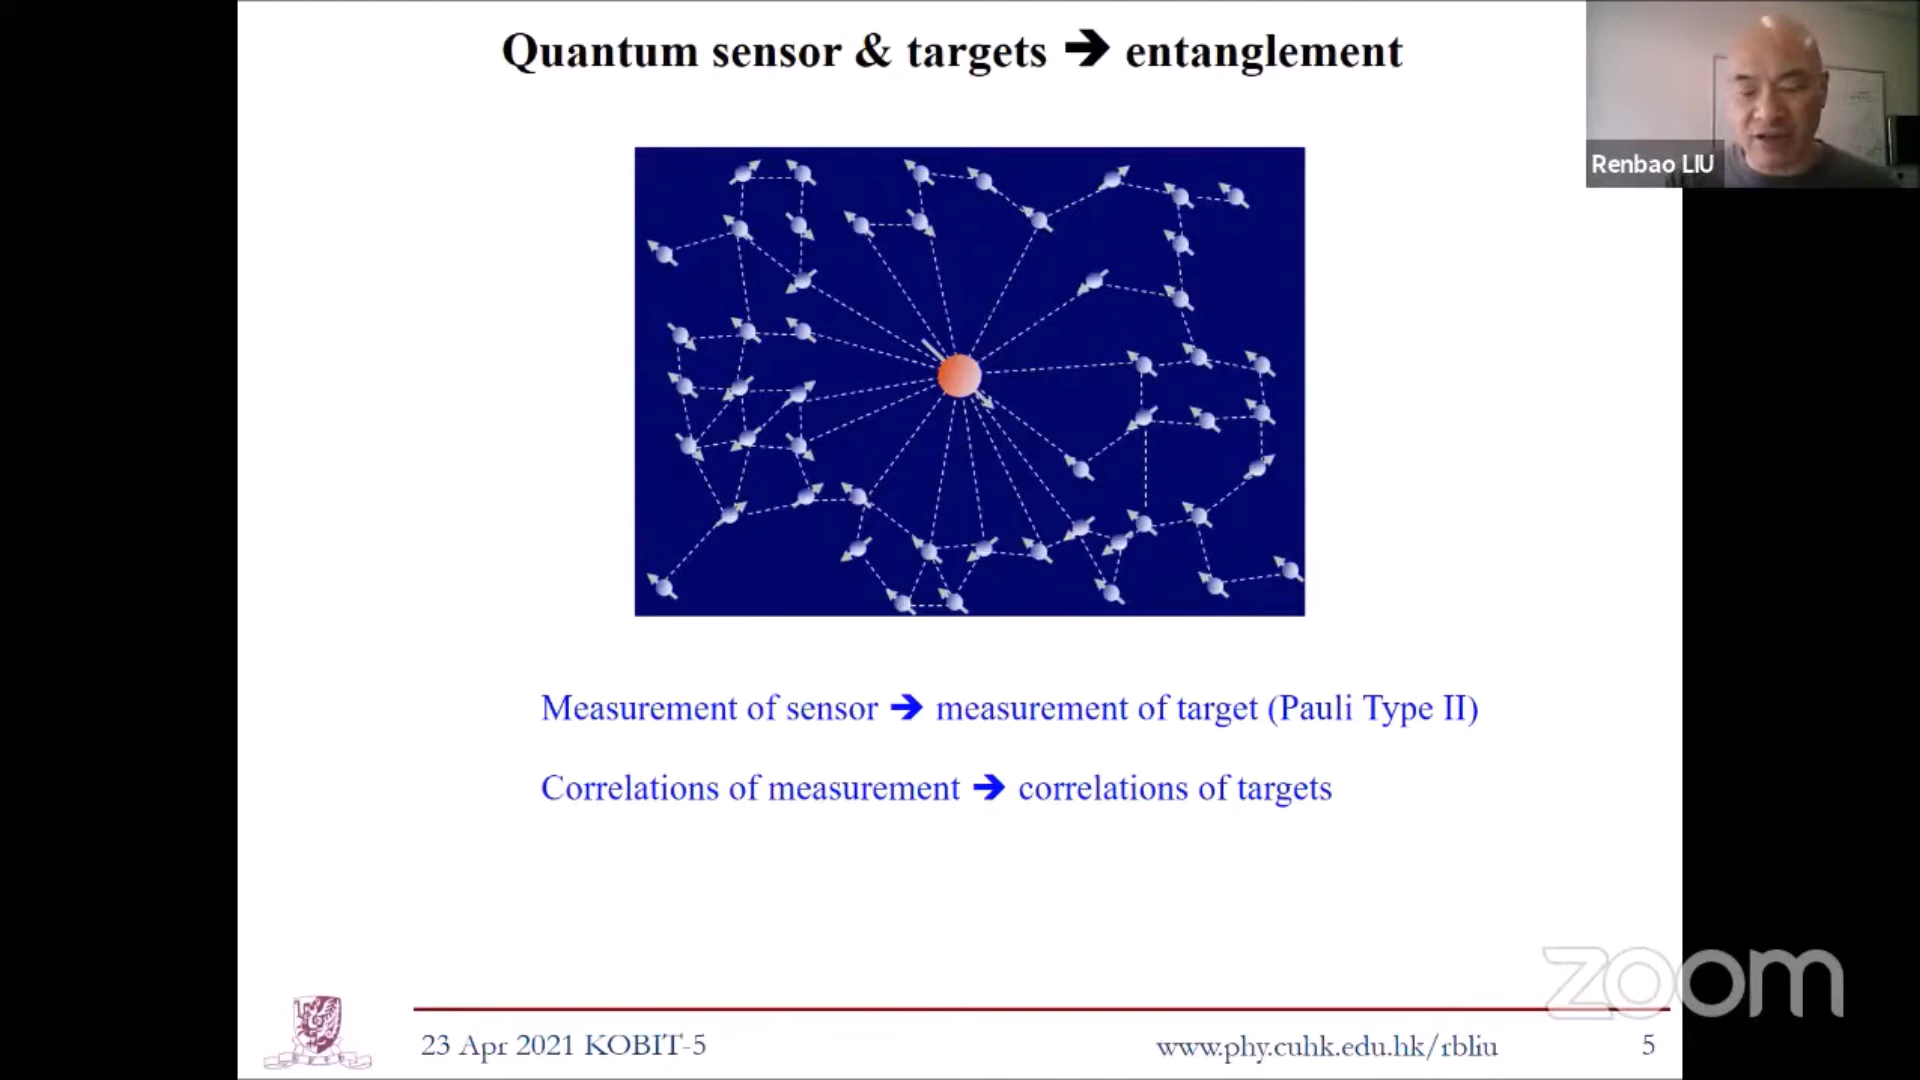 Quantum sensor & targets ➔ entanglement
Renbao LIU
Measurement of sensor ➔ measurement of target (Pauli Type II)
Correlations of measurement ➔ correlations of targets
zoom
23 Apr 2021 KOBIT-5
www.phy.cuhk.edu.hk/rbliu
5